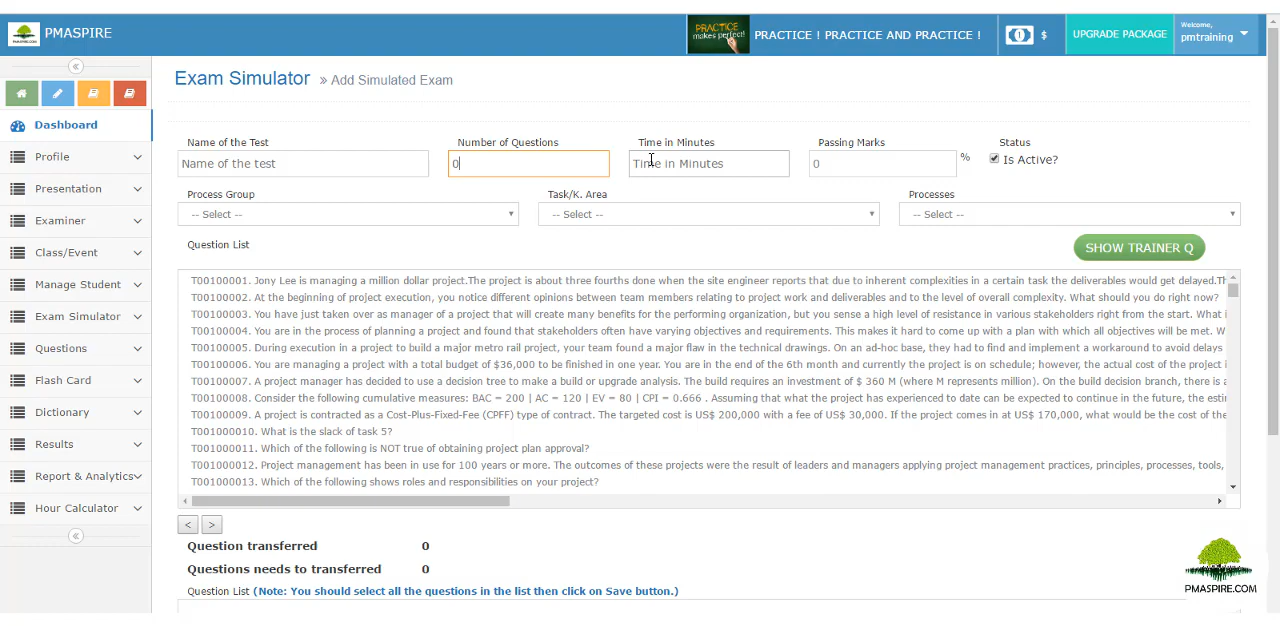 PMASPIRE
PRACTICE makes perfect!
PRACTICE ! PRACTICE AND PRACTICE !
1 $
UPGRADE PACKAGE
Welcome,
pmtraining
Exam Simulator » Add Simulated Exam
Dashboard
Profile
Presentation
Examiner
Class/Event
Manage Student
Exam Simulator
Questions
Flash Card
Dictionary
Results
Report & Analytics
Hour Calculator
Name of the Test Number of Questions Time in Minutes Passing Marks Status
Name of the test 0 Time in Minutes 0 % Is Active?
Process Group Task/K. Area Processes
-- Select -- -- Select -- -- Select --
Question List SHOW TRAINER Q
T00100001. Jony Lee is managing a million dollar project.The project is about three fourths done when the site engineer reports that due to inherent complexities in a certain task the deliverables would get delayed.Th
T00100002. At the beginning of project execution, you notice different opinions between team members relating to project work and deliverables and to the level of overall complexity. What should you do right now?
T00100003. You have just taken over as manager of a project that will create many benefits for the performing organization, but you sense a high level of resistance in various stakeholders right from the start. What i
T00100004. You are in the process of planning a project and found that stakeholders often have varying objectives and requirements. This makes it hard to come up with a plan with which all objectives will be met. W
T00100005. During execution in a project to build a major metro rail project, your team found a major flaw in the technical drawings. On an ad-hoc base, they had to find and implement a workaround to avoid delays
T00100006. You are managing a project with a total budget of $36,000 to be finished in one year. You are in the end of the 6th month and currently the project is on schedule; however, the actual cost of the project i
T00100007. A project manager has decided to use a decision tree to make a build or upgrade analysis. The build requires an investment of $ 360 M (where M represents million). On the build decision branch, there is a
T00100008. Consider the following cumulative measures: BAC = 200 | AC = 120 | EV = 80 | CPI = 0.666 . Assuming that what the project has experienced to date can be expected to continue in the future, the estir
T00100009. A project is contracted as a Cost-Plus-Fixed-Fee (CPFF) type of contract. The targeted cost is US$ 200,000 with a fee of US$ 30,000. If the project comes in at US$ 170,000, what would be the cost of the
T001000010. What is the slack of task 5?
T001000011. Which of the following is NOT true of obtaining project plan approval?
T001000012. Project management has been in use for 100 years or more. The outcomes of these projects were the result of leaders and managers applying project management practices, principles, processes, tools,
T001000013. Which of the following shows roles and responsibilities on your project?
< >
Question transferred 0
Questions needs to transferred 0
Question List (Note: You should select all the questions in the list then click on Save button.)
PMASPIRE.COM